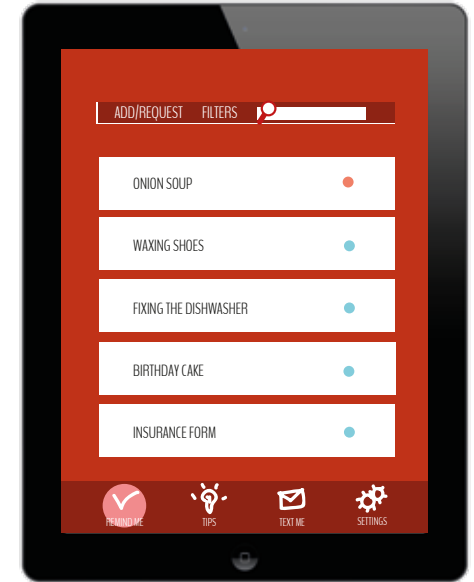 ADD/REQUEST FILTERS
ONION SOUP
WAXING SHOES
FIXING THE DISHWASHER
BIRTHDAY CAKE
INSURANCE FORM
REMIND ME TIPS TEXT ME SETTINGS